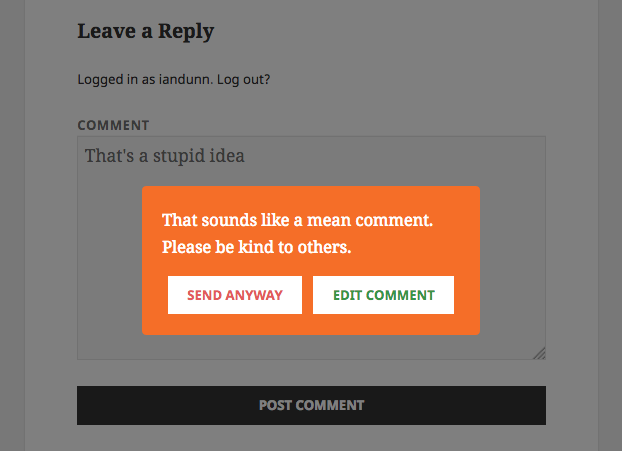 Leave a Reply
Logged in as iandunn. Log out?
COMMENT
That's a stupid idea
That sounds like a mean comment.
Please be kind to others.
SEND ANYWAY
EDIT COMMENT
POST COMMENT